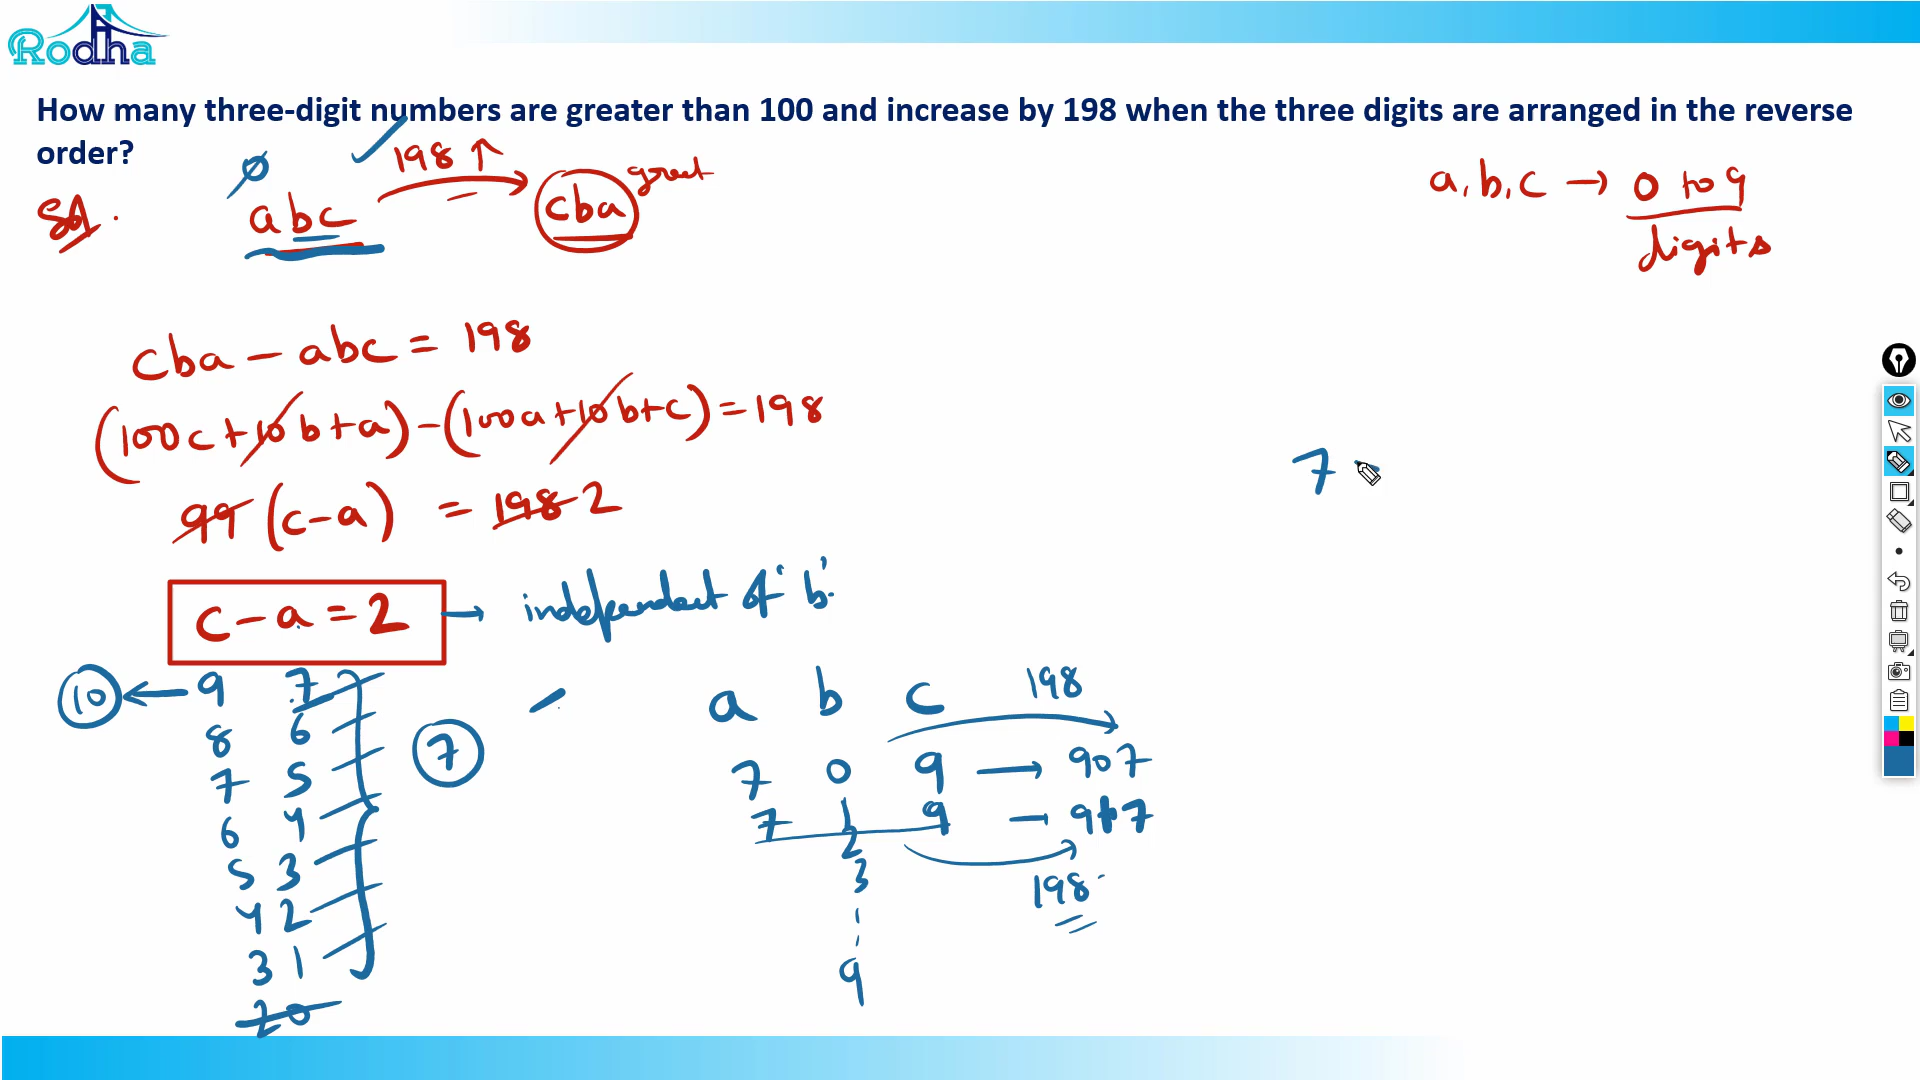 Rodha
How many three-digit numbers are greater than 100 and increase by 198 when the three digits are arranged in the reverse
order?
Sol. abc 198 ↑ cba great a, b, c → 0 to 9
0 digits
cba - abc = 198
(100c + 10b + a) - (100a + 10b + c) = 198
99 (c - a) = 198 2
7
c - a = 2 → independent of 'b'.
10 ← 9 7 a b c 198
8 6 7
7 5 7 0 9 → 907
6 4 7 1 9 → 917
2
5 3 3 198
4 2
3 1 9
2 0